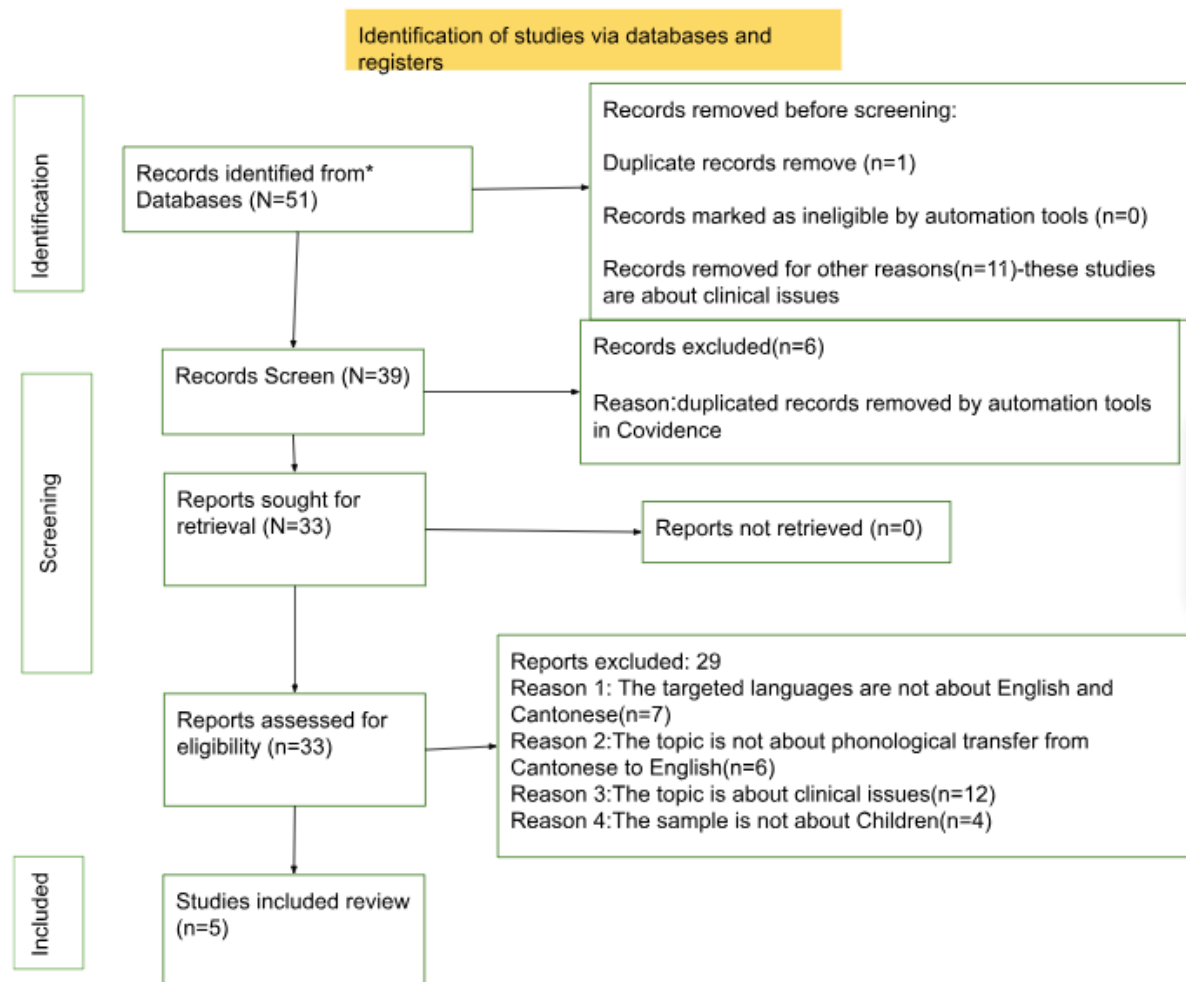 Identification of studies via databases and
registers
Identification
Records identified from*
Databases (N=51)
Records removed before screening:
Duplicate records remove (n=1)
Records marked as ineligible by automation tools (n=0)
Records removed for other reasons(n=11)-these studies
are about clinical issues
Screening
Records Screen (N=39)
Records excluded(n=6)
Reason:duplicated records removed by automation tools
in Covidence
Reports sought for
retrieval (N=33)
Reports not retrieved (n=0)
Reports assessed for
eligibility (n=33)
Reports excluded: 29
Reason 1: The targeted languages are not about English and
Cantonese(n=7)
Reason 2:The topic is not about phonological transfer from
Cantonese to English(n=6)
Reason 3:The topic is about clinical issues(n=12)
Reason 4:The sample is not about Children(n=4)
Included
Studies included review
(n=5)